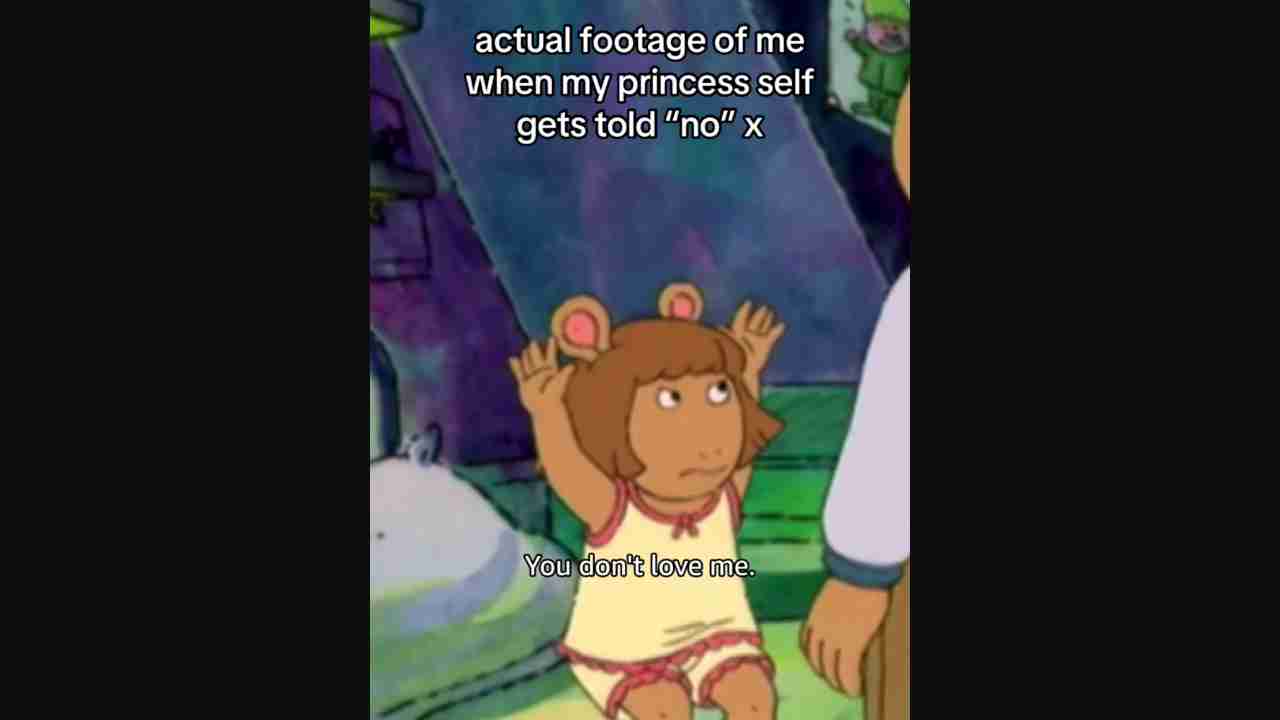 actual footage of me
when my princess self
gets told “no” x
You don't love me.